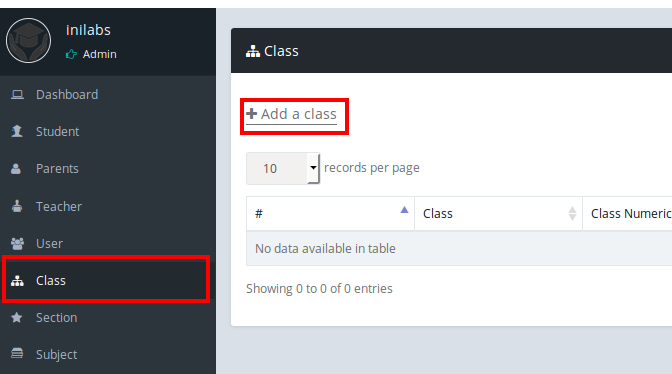 inilabs
Admin
Dashboard
Student
Parents
Teacher
User
Class
Section
Subject
Class
Add a class
10 records per page
# Class Class Numeric
No data available in table
Showing 0 to 0 of 0 entries